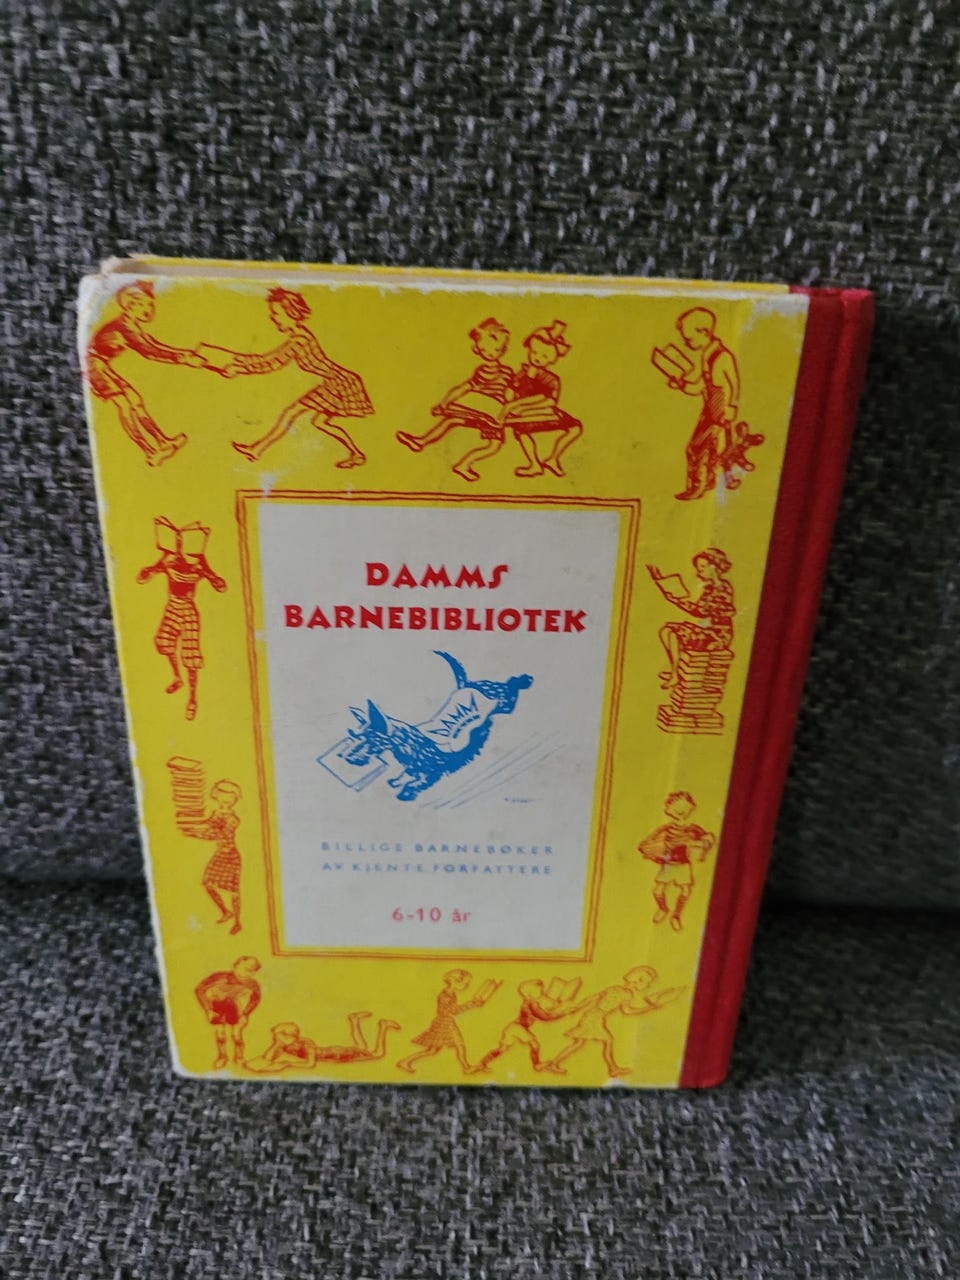 DAMMS
BARNEBIBLIOTEK
DAMM
BILLIGE BARNEBØKER
AV KJENTE FORFATTERE
6-10 år